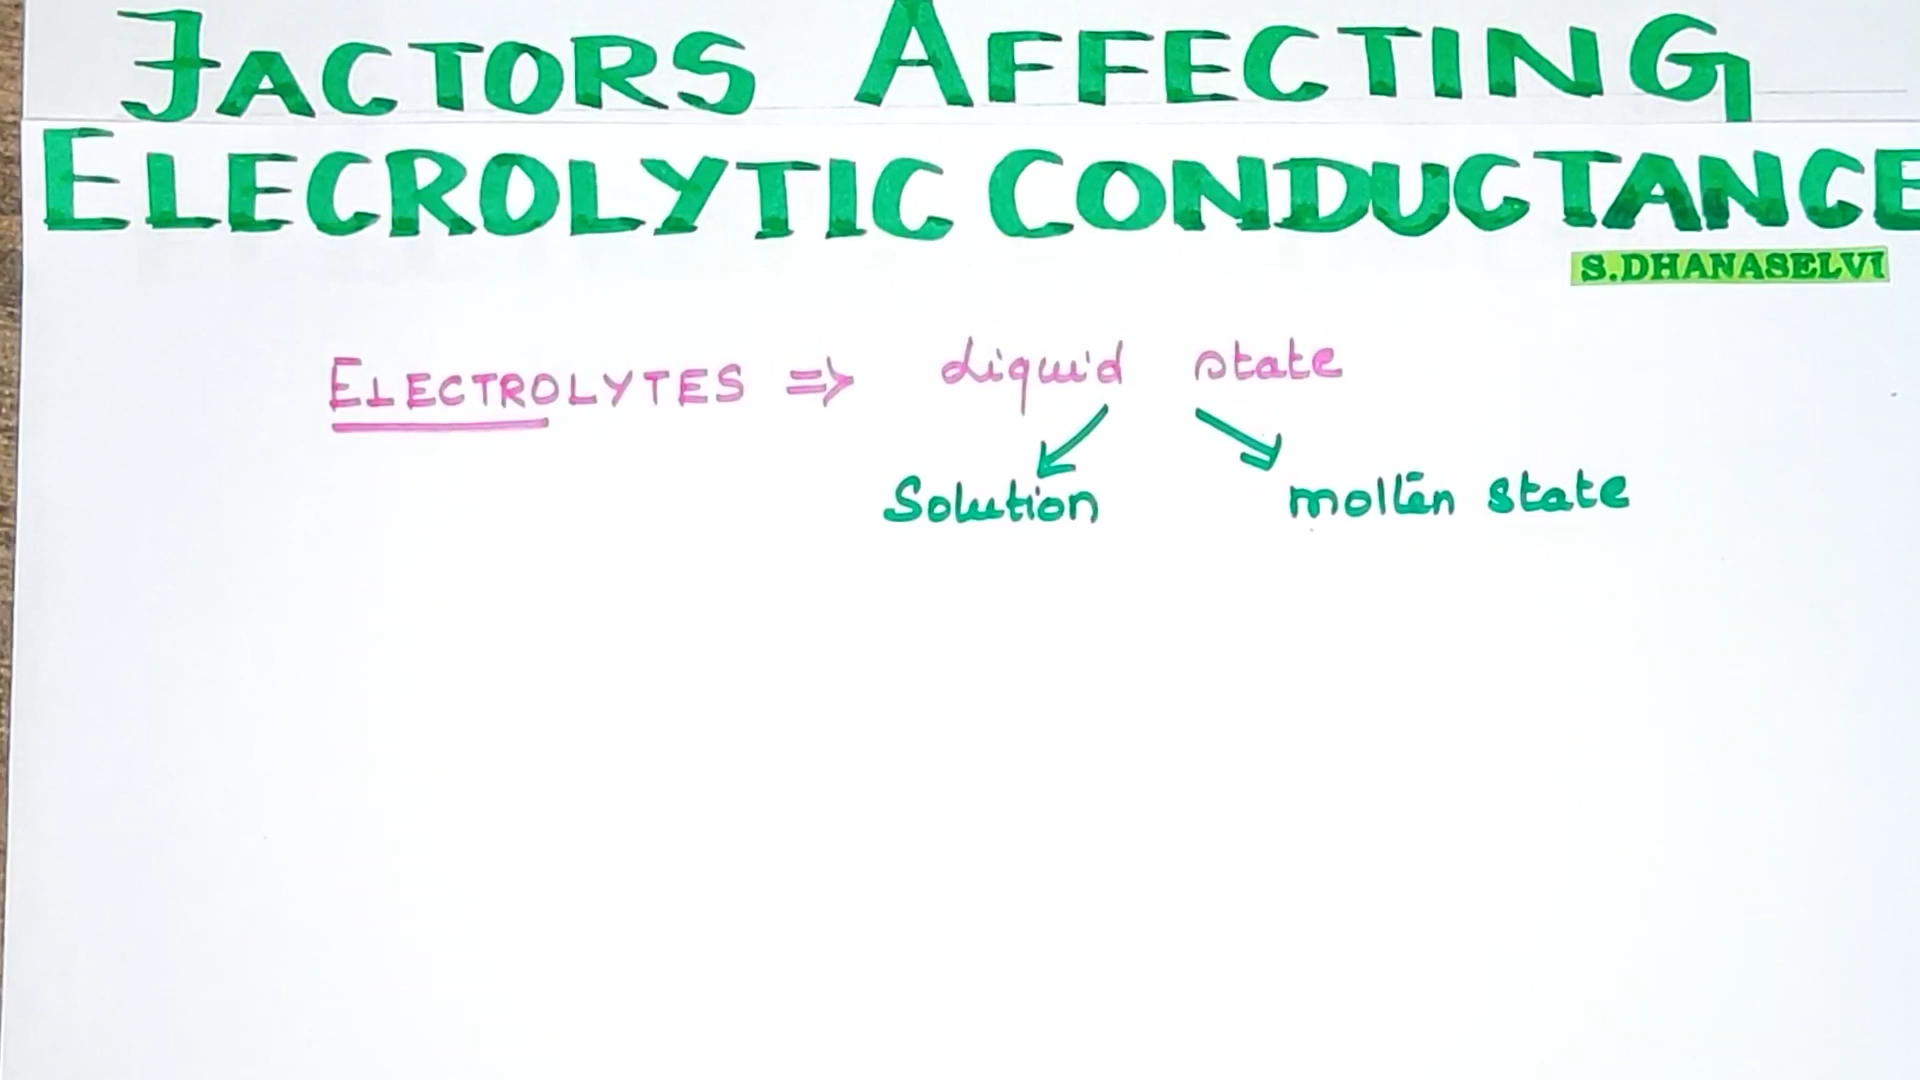 FACTORS AFFECTING
ELECROLYTIC CONDUCTANCE
S.DHANASELVI
ELECTROLYTES => Liquid state
Solution molten state